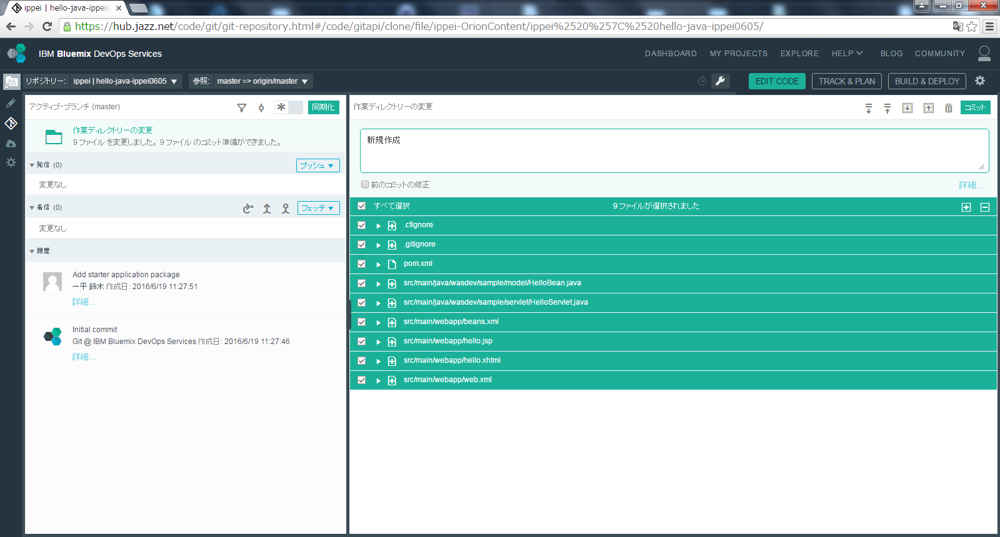 ippei | hello-java-ippei0
https://hub.jazz.net/code/git/git-repository.html#/code/gitapi/clone/file/ippei-OrionContent/ippei%2520%257C%2520hello-java-ippei0605/
IBM Bluemix DevOps Services
DASHBOARD MY PROJECTS EXPLORE HELP BLOG COMMUNITY
リポジトリー: ippei | hello-java-ippei0605 参照: master => origin/master
EDIT CODE TRACK & PLAN BUILD & DEPLOY
アクティブ・ブランチ (master) 同期化
作業ディレクトリーの変更
9 ファイル を変更しました。 9 ファイル のコミット準備ができました。
発信 (0) プッシュ
変更なし
着信 (0) フェッチ
変更なし
履歴
Add starter application package
一平 鈴木 作成日: 2016/6/19 11:27:51
詳細...
Initial commit
Git @ IBM Bluemix DevOps Services 作成日: 2016/6/19 11:27:46
詳細...
作業ディレクトリーの変更 コミット
新規作成
前のコミットの修正 詳細...
すべて選択 9 ファイルが選択されました
.cfignore
.gitignore
pom.xml
src/main/java/wasdev/sample/model/HelloBean.java
src/main/java/wasdev/sample/servlet/HelloServlet.java
src/main/webapp/beans.xml
src/main/webapp/hello.jsp
src/main/webapp/hello.xhtml
src/main/webapp/web.xml